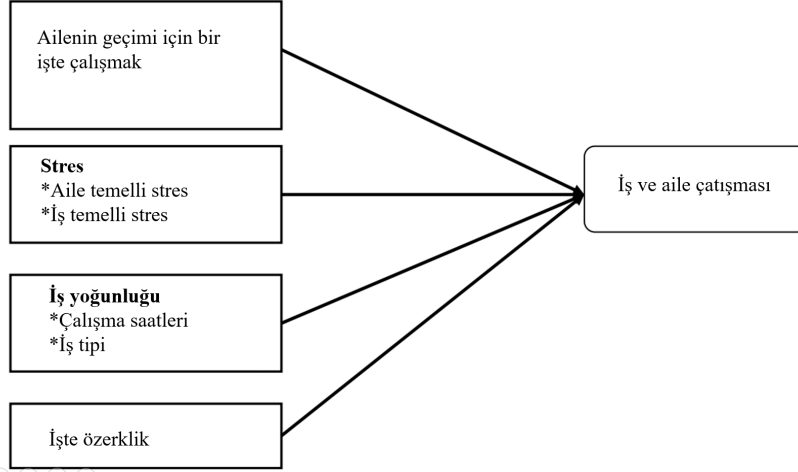 Ailenin geçimi için bir
işte çalışmak
Stres
*Aile temelli stres
*İş temelli stres
İş ve aile çatışması
İş yoğunluğu
*Çalışma saatleri
*İş tipi
İşte özerklik